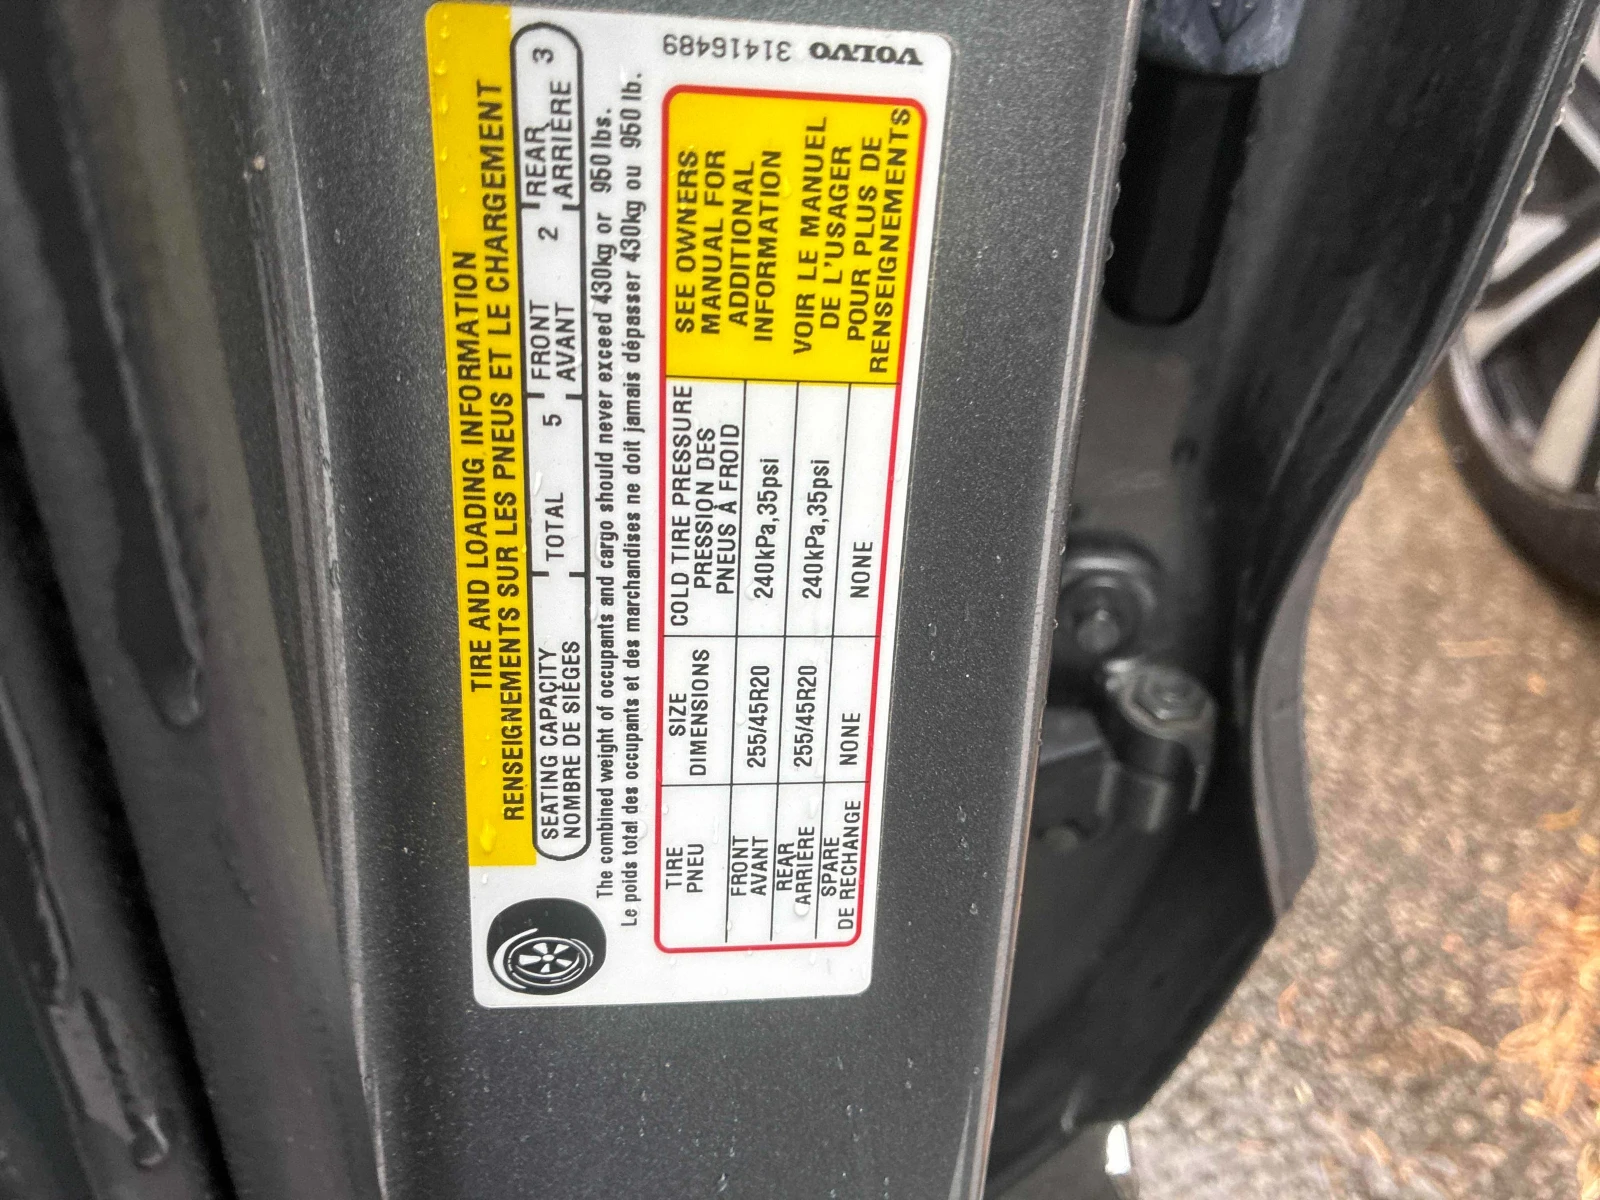 TIRE AND LOADING INFORMATION
RENSEIGNEMENTS SUR LES PNEUS ET LE CHARGEMENT
SEATING CAPACITY
NOMBRE DE SIÈGES
TOTAL 5
FRONT
AVANT
2
REAR
ARRIÈRE
3
The combined weight of occupants and cargo should never exceed 430kg or 950 lbs.
Le poids total des occupants et des marchandises ne doit jamais dépasser 430kg ou 950 lb.
TIRE
PNEU
SIZE
DIMENSIONS
COLD TIRE PRESSURE
PRESSION DES
PNEUS À FROID
FRONT
AVANT
255/45R20
240kPa,35psi
REAR
ARRIERE
255/45R20
240kPa,35psi
SPARE
DE RECHANGE
NONE
NONE
SEE OWNERS
MANUAL FOR
ADDITIONAL
INFORMATION
VOIR LE MANUEL
DE L'USAGER
POUR PLUS DE
RENSEIGNEMENTS
VOLVO 31416489